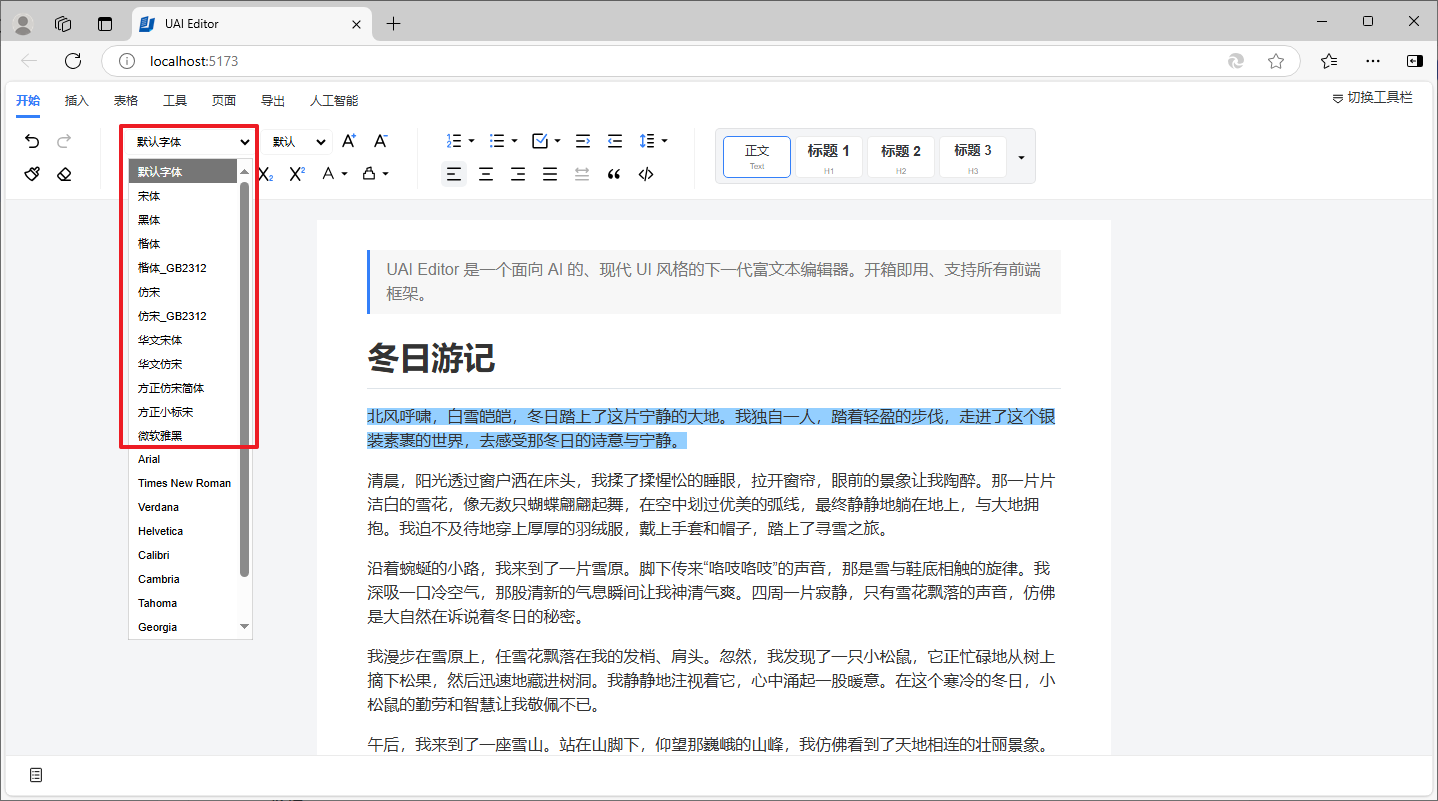 UAI Editor
localhost:5173
开始 插入 表格 工具 页面 导出 人工智能
切换工具栏
默认字体
默认
A+ A-
X2 X2 A
正文
Text
标题 1
H1
标题 2
H2
标题 3
H3
默认字体
宋体
黑体
楷体
楷体_GB2312
仿宋
仿宋_GB2312
华文宋体
华文仿宋
方正仿宋简体
方正小标宋
微软雅黑
Arial
Times New Roman
Verdana
Helvetica
Calibri
Cambria
Tahoma
Georgia
UAI Editor 是一个面向 AI 的、现代 UI 风格的下一代富文本编辑器。开箱即用、支持所有前端
框架。
冬日游记
北风呼啸，白雪皑皑，冬日踏上了这片宁静的大地。我独自一人，踏着轻盈的步伐，走进了这个银
装素裹的世界，去感受那冬日的诗意与宁静。
清晨，阳光透过窗户洒在床头，我揉了揉惺忪的睡眼，拉开窗帘，眼前的景象让我陶醉。那一片片
洁白的雪花，像无数只蝴蝶翩翩起舞，在空中划过优美的弧线，最终静静地躺在地上，与大地拥
抱。我迫不及待地穿上厚厚的羽绒服，戴上手套和帽子，踏上了寻雪之旅。
沿着蜿蜒的小路，我来到了一片雪原。脚下传来“咯吱咯吱”的声音，那是雪与鞋底相触的旋律。我
深吸一口冷空气，那股清新的气息瞬间让我神清气爽。四周一片寂静，只有雪花飘落的声音，仿佛
是大自然在诉说着冬日的秘密。
我漫步在雪原上，任雪花飘落在我的发梢、肩头。忽然，我发现了一只小松鼠，它正忙碌地从树上
摘下松果，然后迅速地藏进树洞。我静静地注视着它，心中涌起一股暖意。在这个寒冷的冬日，小
松鼠的勤劳和智慧让我敬佩不已。
午后，我来到了一座雪山。站在山脚下，仰望那巍峨的山峰，我仿佛看到了天地相连的壮丽景象。